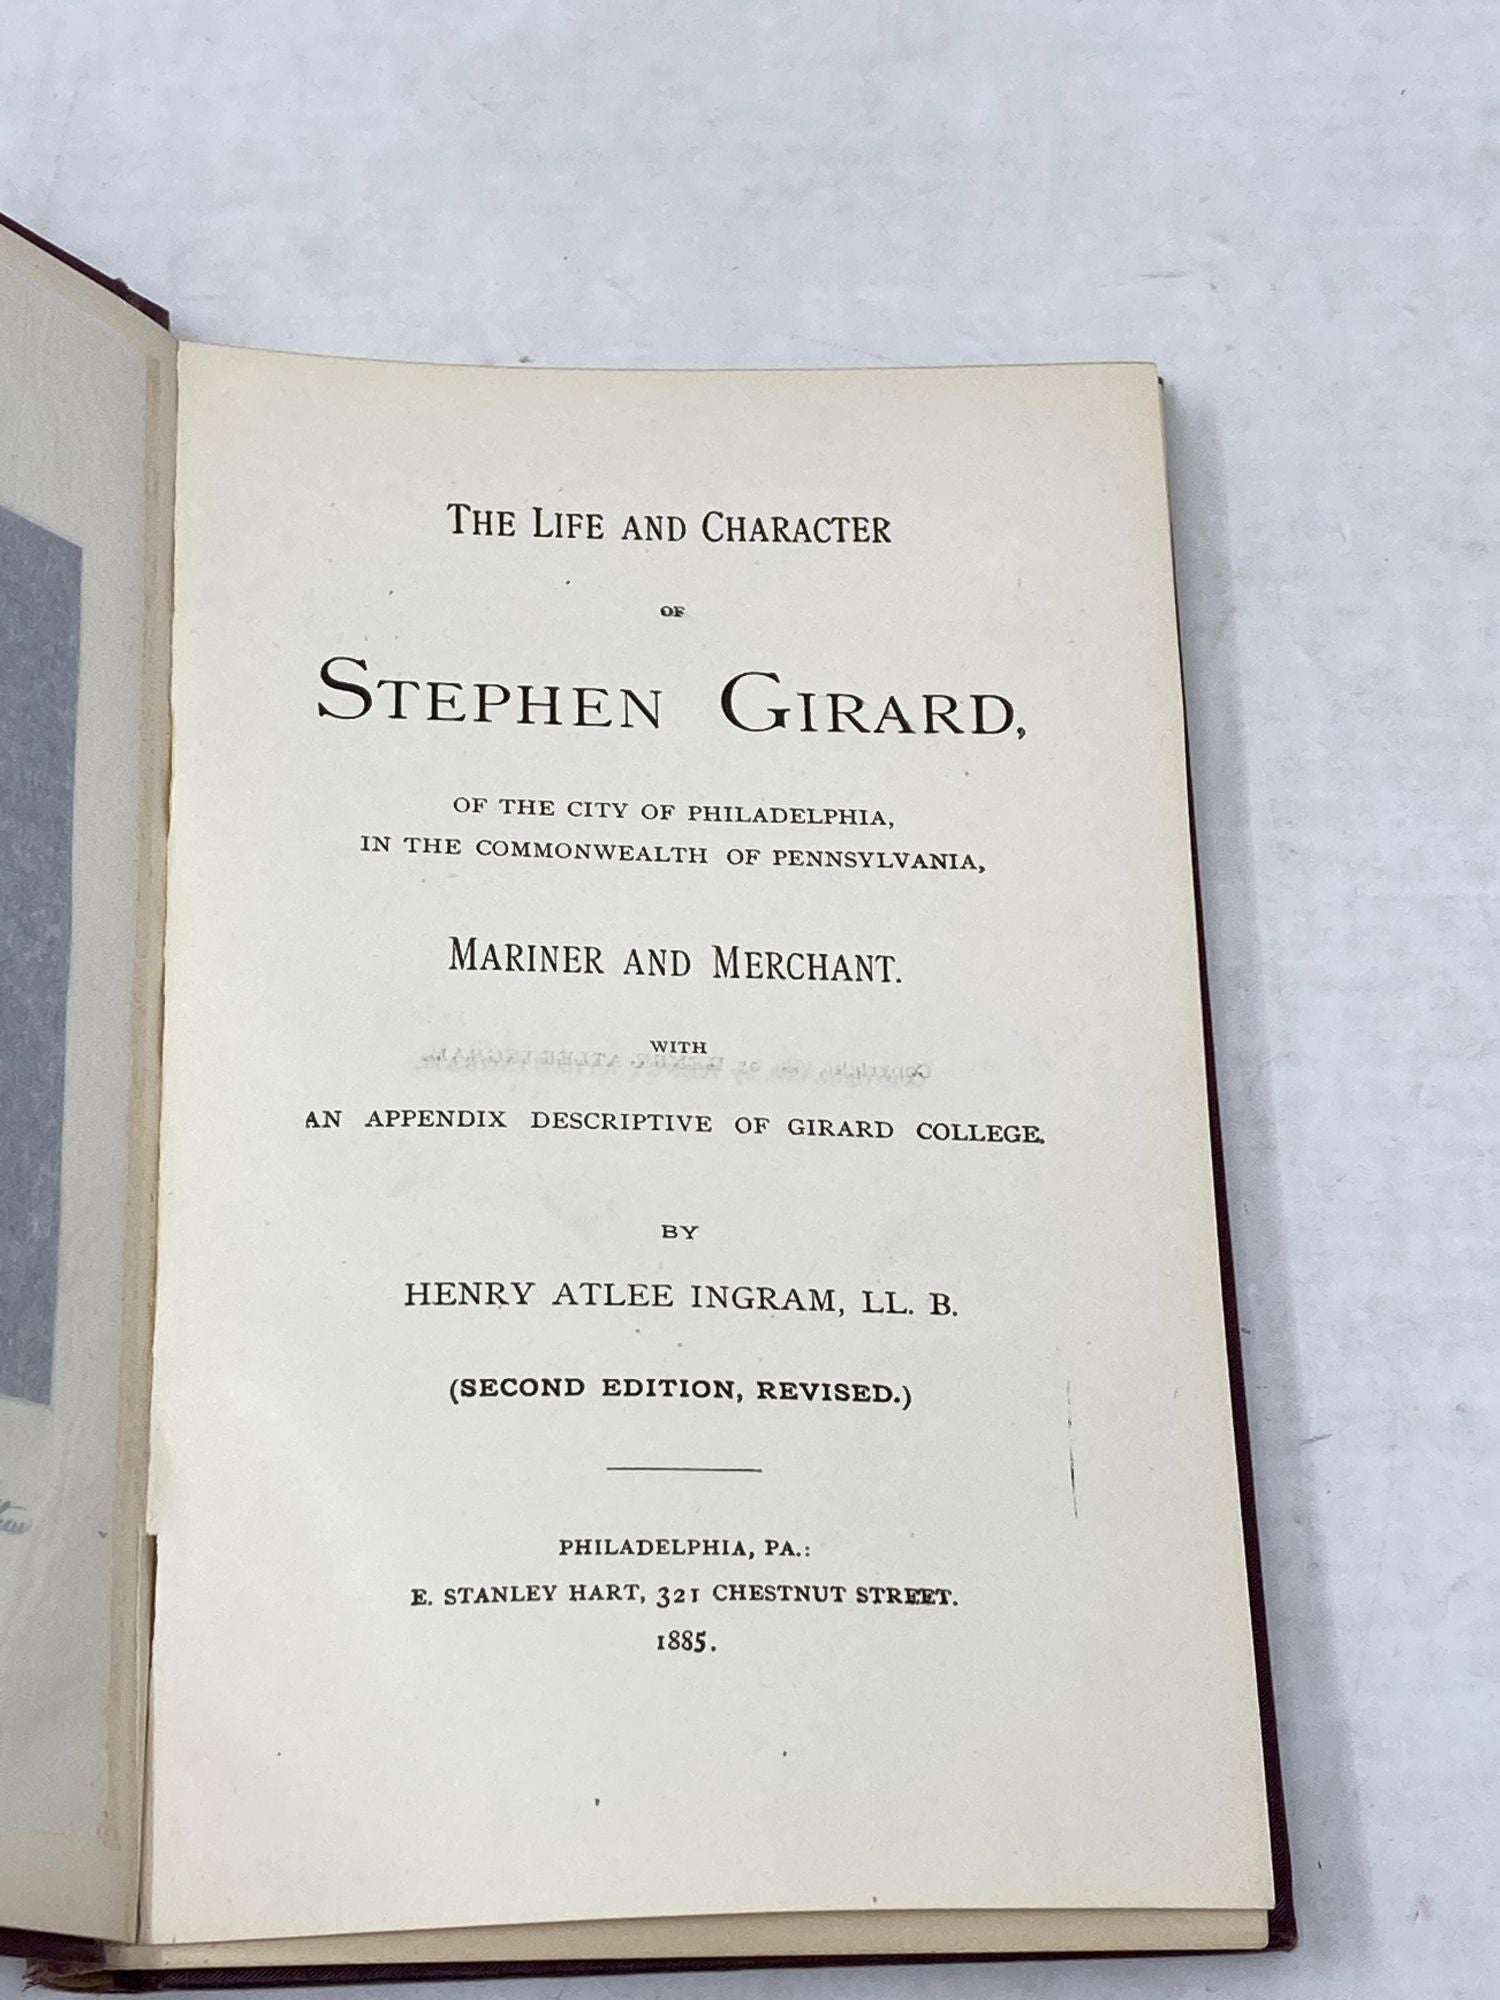 The Life and Character
OF
Stephen Girard,
OF THE CITY OF PHILADELPHIA,
IN THE COMMONWEALTH OF PENNSYLVANIA,
Mariner and Merchant.
WITH
AN APPENDIX DESCRIPTIVE OF GIRARD COLLEGE.
BY
HENRY ATLEE INGRAM, LL. B.
(SECOND EDITION, REVISED.)
PHILADELPHIA, PA.:
E. STANLEY HART, 321 CHESTNUT STREET.
1885.